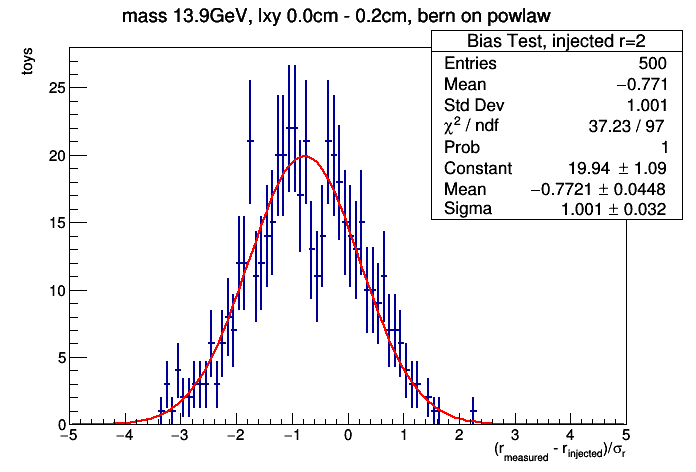 mass 13.9GeV, lxy 0.0cm - 0.2cm, bern on powlaw
toys
Bias Test, injected r=2
Entries 500
Mean −0.771
Std Dev 1.001
χ² / ndf 37.23 / 97
Prob 1
Constant 19.94 ± 1.09
Mean −0.7721 ± 0.0448
Sigma 1.001 ± 0.032
25
20
15
10
5
0
−5 −4 −3 −2 −1 0 1 2 3 4 5
(r_measured - r_injected)/σ_r